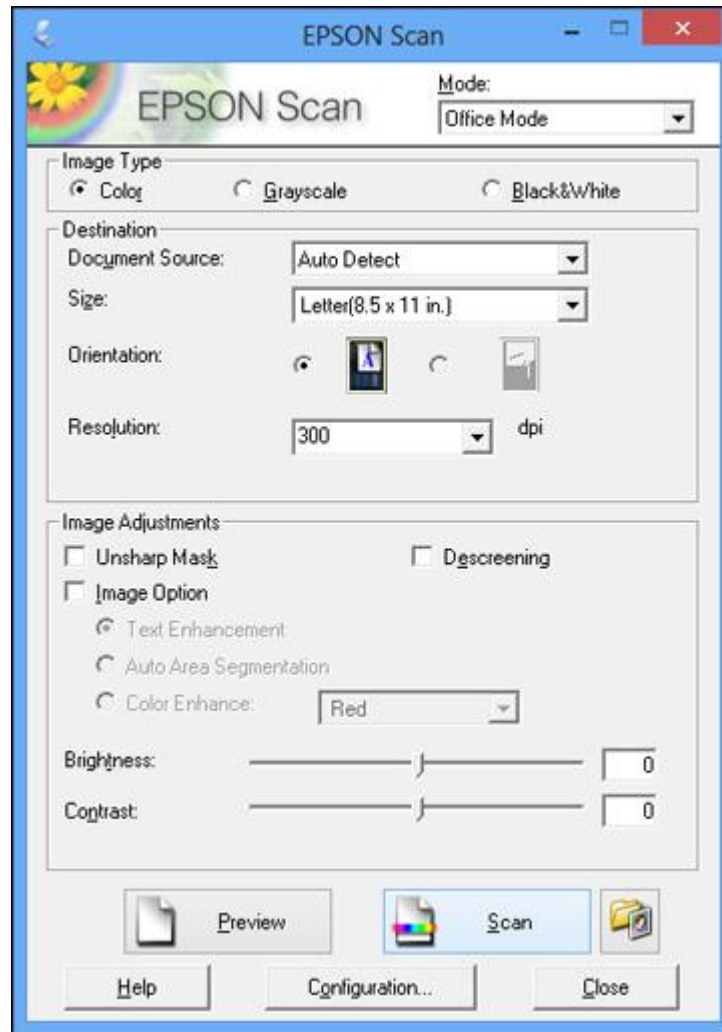 EPSON Scan
EPSON Scan
Mode:
Office Mode
Image Type
Color Grayscale Black&White
Destination
Document Source: Auto Detect
Size: Letter(8.5 x 11 in.)
Orientation: A
Resolution: 300 dpi
Image Adjustments
Unsharp Mask Descreening
Image Option
Text Enhancement
Auto Area Segmentation
Color Enhance: Red
Brightness: 0
Contrast: 0
Preview Scan
Help Configuration... Close